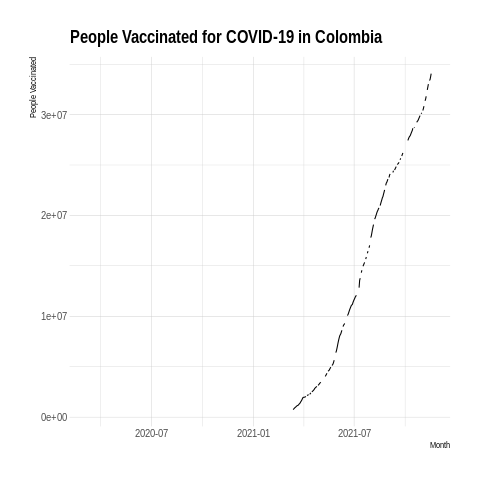 People Vaccinated for COVID-19 in Colombia
People Vaccinated
3e+07
2e+07
1e+07
0e+00
2020-07 2021-01 2021-07
Month